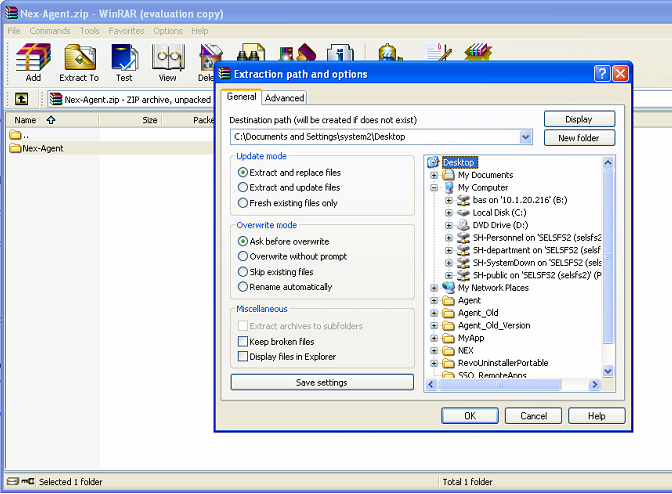 Nex-Agent.zip - WinRAR (evaluation copy)
File Commands Tools Favorites Options Help
Add Extract To Test View
Extraction path and options
Nex-Agent.zip - ZIP archive, unpacked
General Advanced
Name Size
Destination path (will be created if does not exist)
Display
..
C:\Documents and Settings\system2\Desktop
New folder
Nex-Agent
Update mode
Extract and replace files
Extract and update files
Fresh existing files only
Overwrite mode
Ask before overwrite
Overwrite without prompt
Skip existing files
Rename automatically
Miscellaneous
Extract archives to subfolders
Keep broken files
Display files in Explorer
Save settings
Desktop
My Documents
My Computer
bas on '10.1.20.216' (B:)
Local Disk (C:)
DVD Drive (D:)
SH-Personnel on 'SELSFS2 (selsfs2
SH-department on 'SELSFS2 (selsfs
SH-SystemDown on 'SELSFS2 (sels
SH-public on 'SELSFS2 (selsfs2)' (P
My Network Places
Agent
Agent_Old
Agent_Old_Version
MyApp
NEX
RevoUninstallerPortable
SSO_RemoteApps
OK Cancel Help
Selected 1 folder Total 1 folder